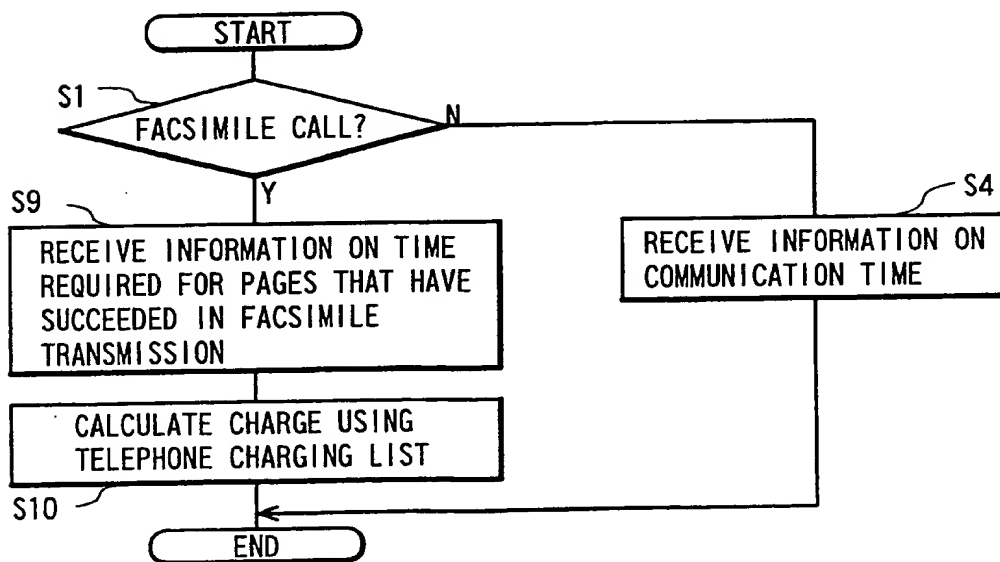 START
S1
FACSIMILE CALL?
N
Y
S9
RECEIVE INFORMATION ON TIME
REQUIRED FOR PAGES THAT HAVE
SUCCEEDED IN FACSIMILE
TRANSMISSION
S4
RECEIVE INFORMATION ON
COMMUNICATION TIME
CALCULATE CHARGE USING
TELEPHONE CHARGING LIST
S10
END